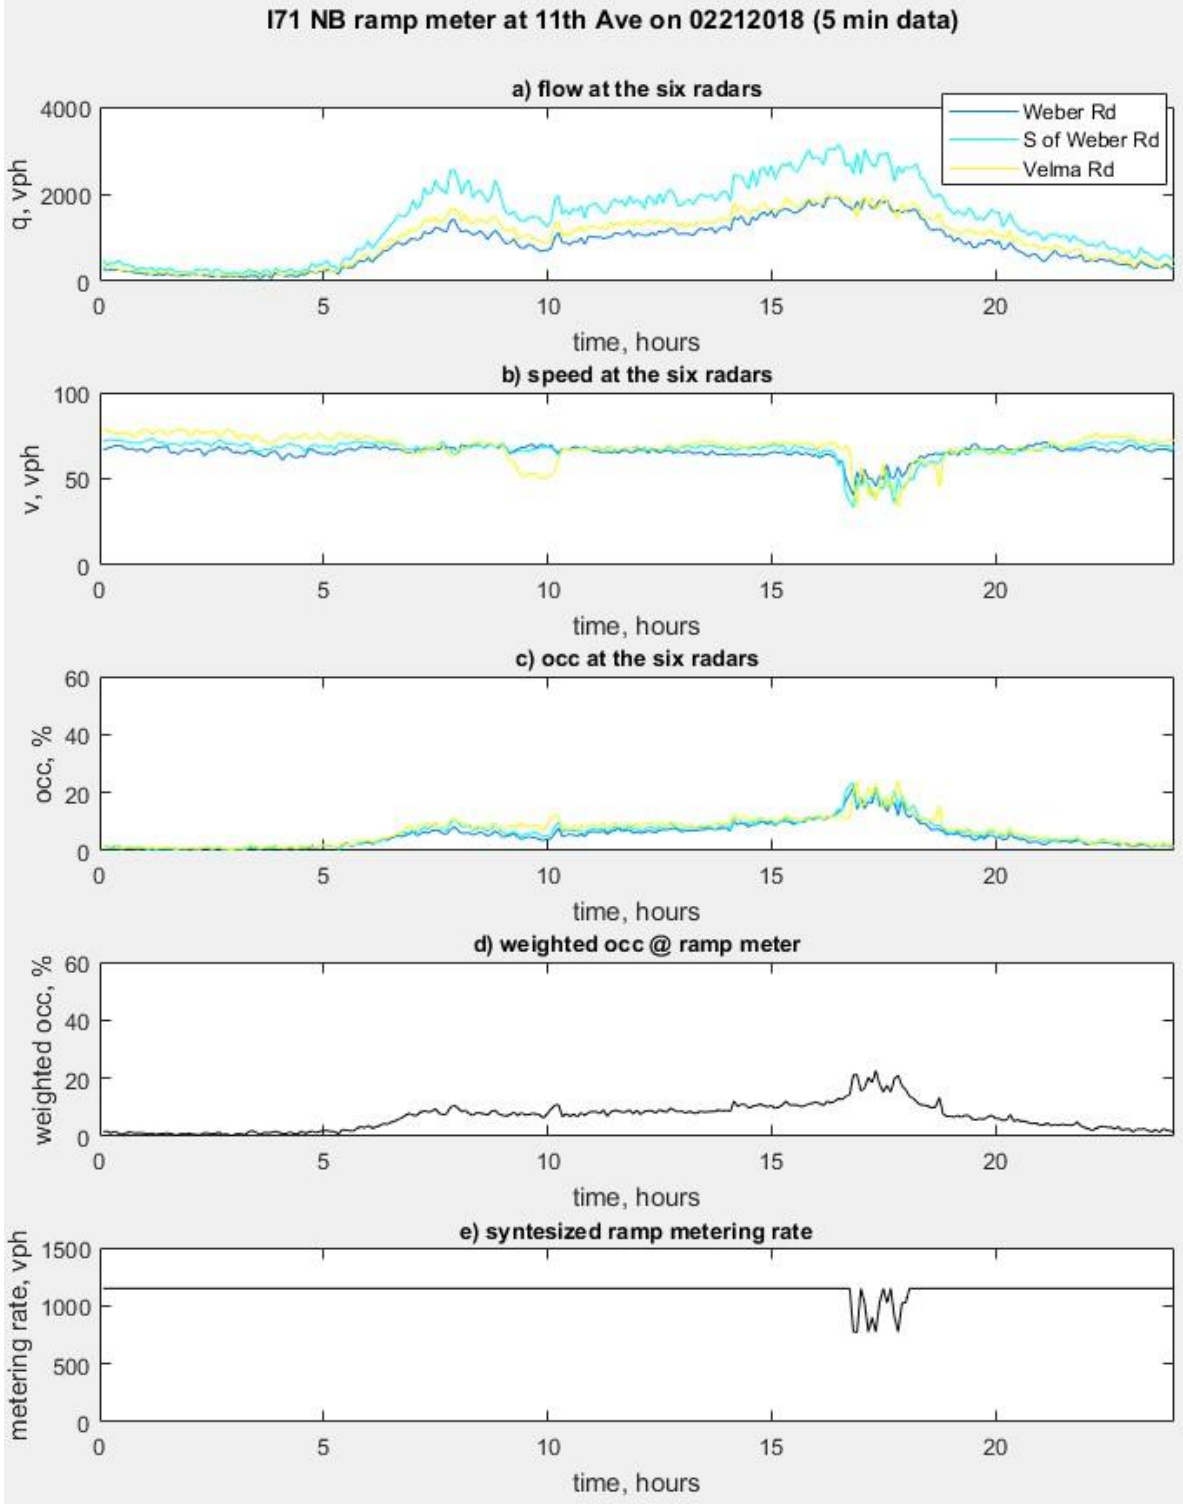 I71 NB ramp meter at 11th Ave on 02212018 (5 min data)
a) flow at the six radars
4000
2000
0
q, vph
Weber Rd
S of Weber Rd
Velma Rd
0 5 10 15 20
time, hours
b) speed at the six radars
100
50
0
v, vph
0 5 10 15 20
time, hours
c) occ at the six radars
60
40
20
0
occ, %
0 5 10 15 20
time, hours
d) weighted occ @ ramp meter
60
40
20
0
weighted occ, %
0 5 10 15 20
time, hours
e) syntesized ramp metering rate
1500
1000
500
0
metering rate, vph
0 5 10 15 20
time, hours